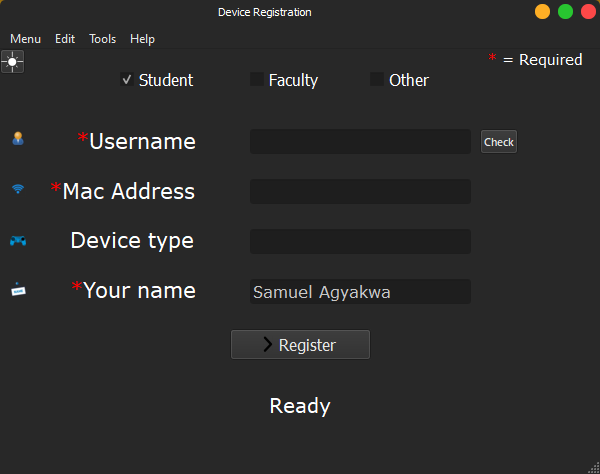 Device Registration
Menu Edit Tools Help
* = Required
Student Faculty Other
*Username Check
*Mac Address
Device type
*Your name Samuel Agyakwa
Register
Ready